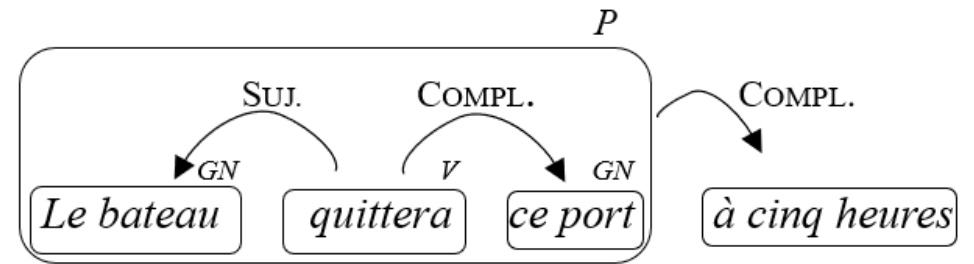 P
SUJ. COMPL. COMPL.
GN V GN
Le bateau quittera ce port à cinq heures